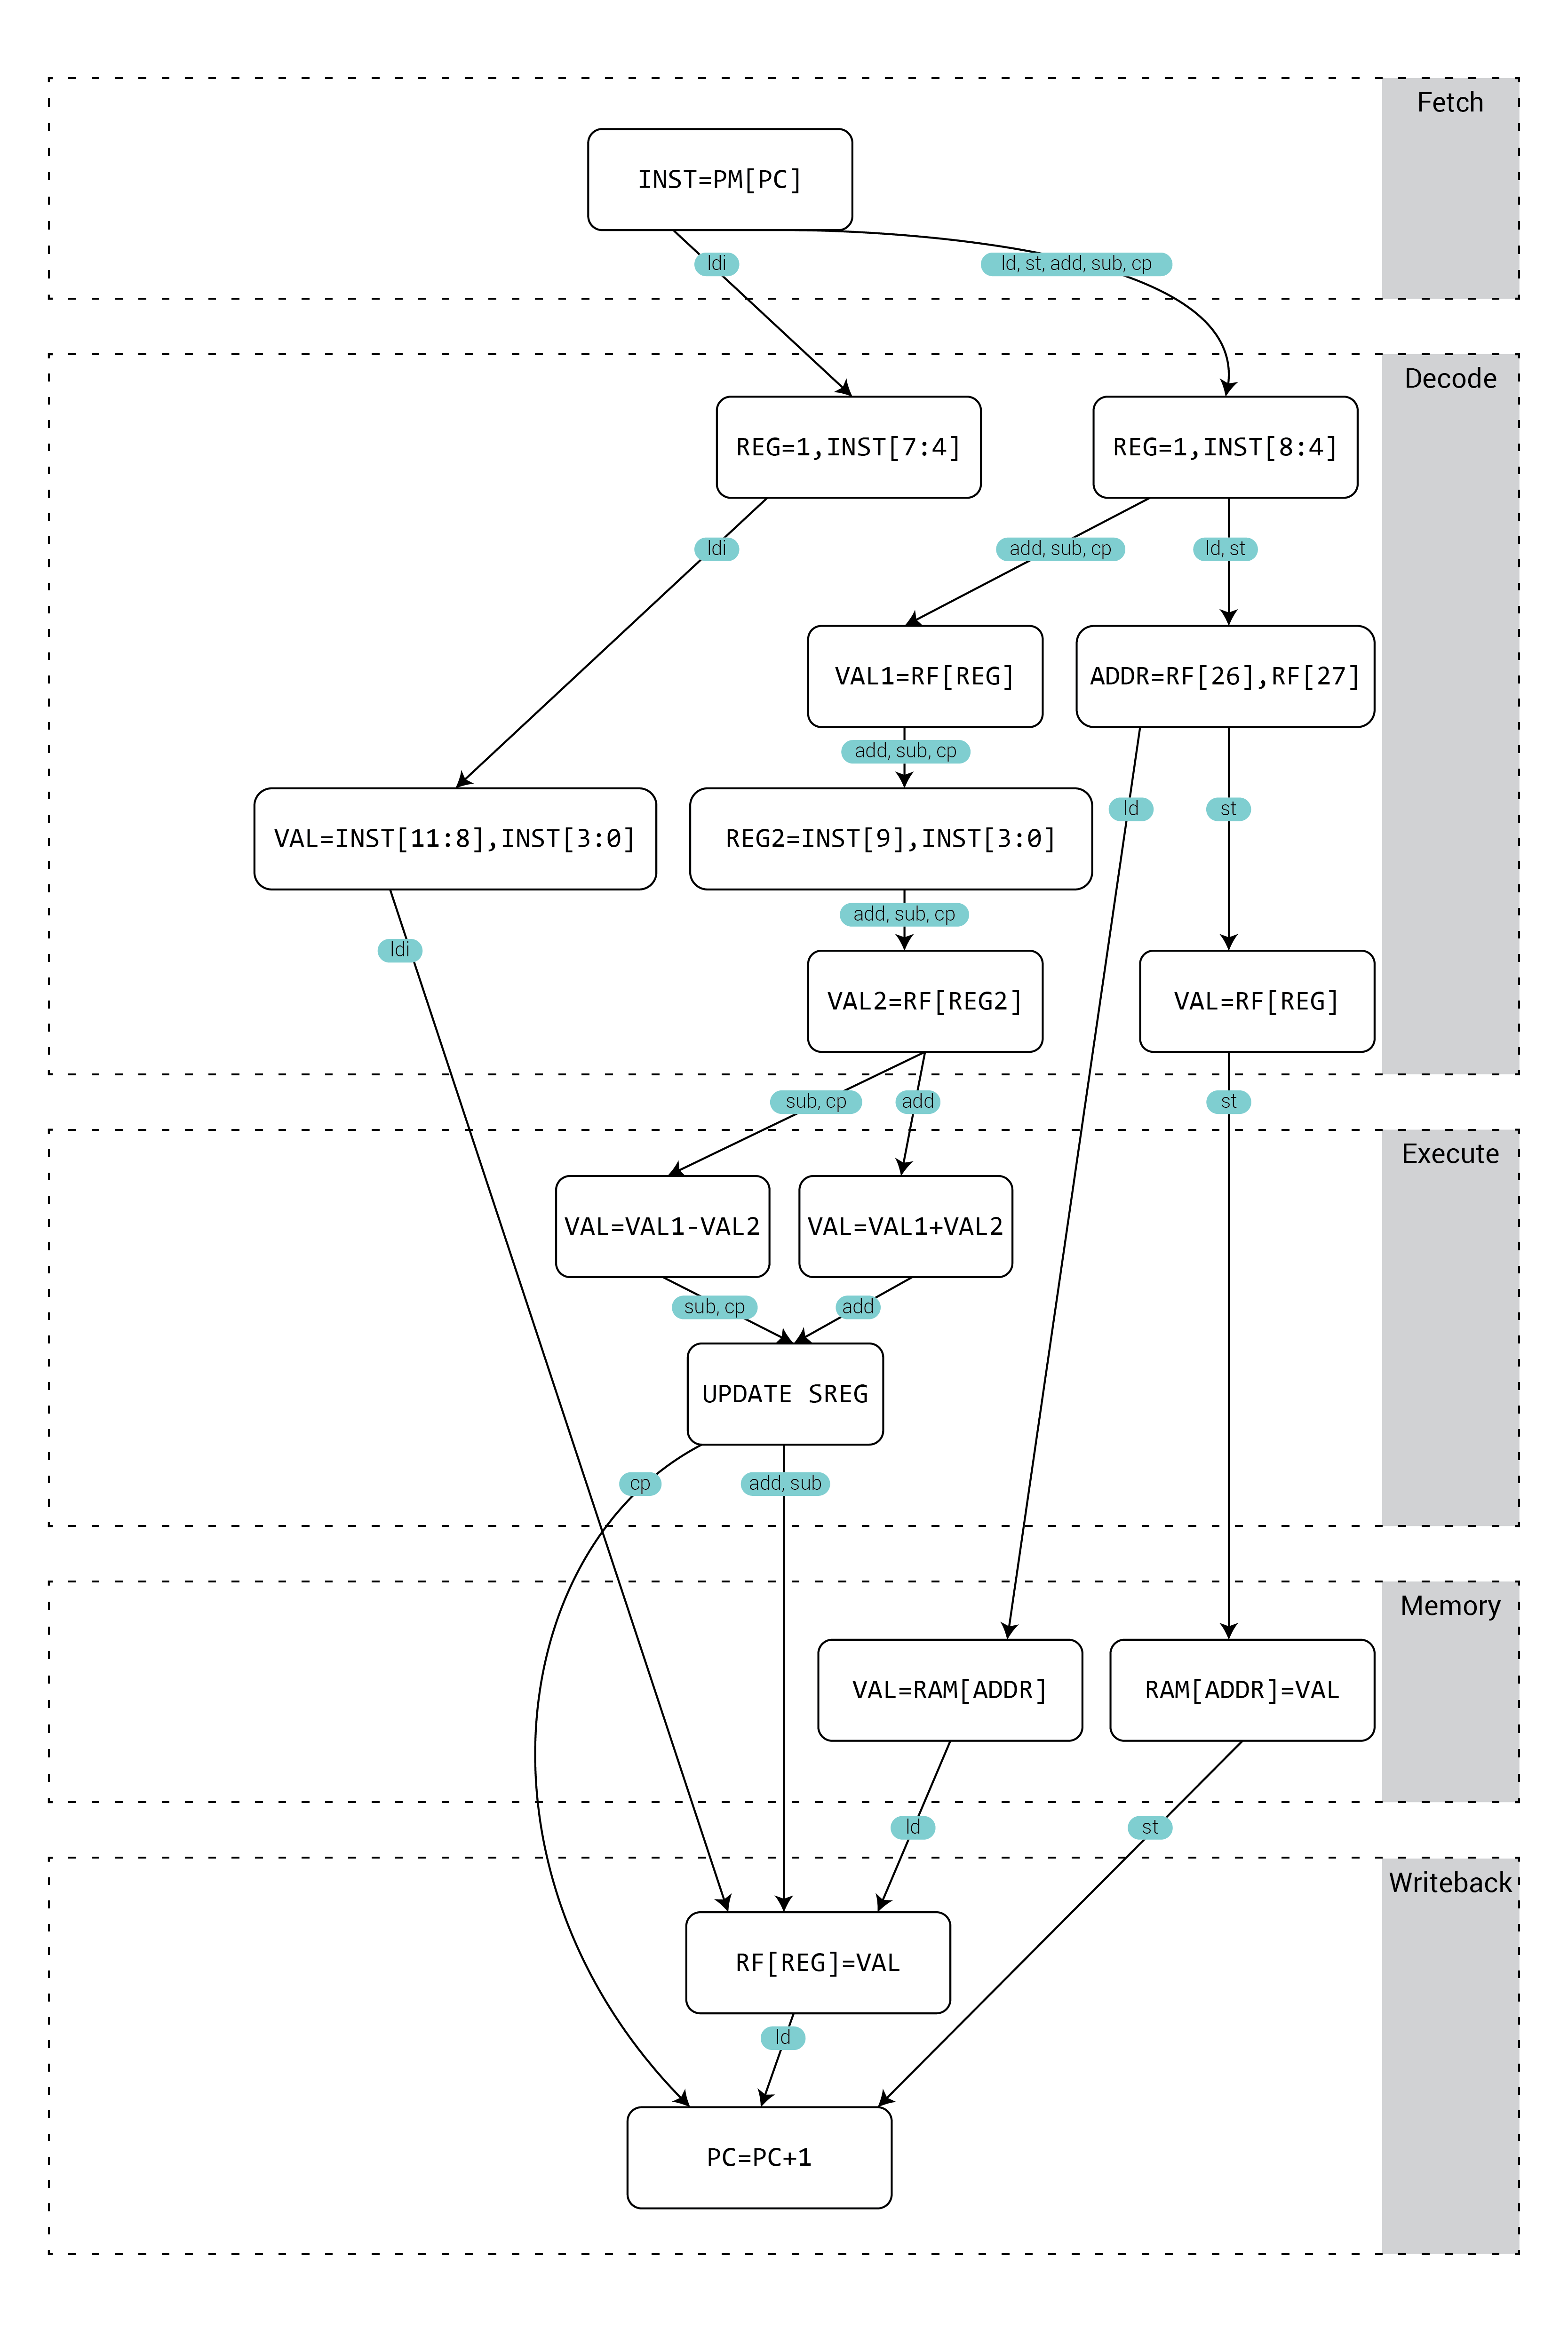 Fetch
INST=PM[PC]
ldi
ld, st, add, sub, cp
Decode
REG=1,INST[7:4]
REG=1,INST[8:4]
ldi
add, sub, cp
ld, st
VAL1=RF[REG]
ADDR=RF[26],RF[27]
add, sub, cp
ld
st
VAL=INST[11:8],INST[3:0]
REG2=INST[9],INST[3:0]
add, sub, cp
ldi
VAL2=RF[REG2]
VAL=RF[REG]
sub, cp
add
st
Execute
VAL=VAL1-VAL2
VAL=VAL1+VAL2
sub, cp
add
UPDATE SREG
cp
add, sub
Memory
VAL=RAM[ADDR]
RAM[ADDR]=VAL
ld
st
Writeback
RF[REG]=VAL
ld
PC=PC+1